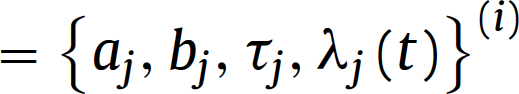 = {a_j, b_j, τ_j, λ_j(t)}^(i)